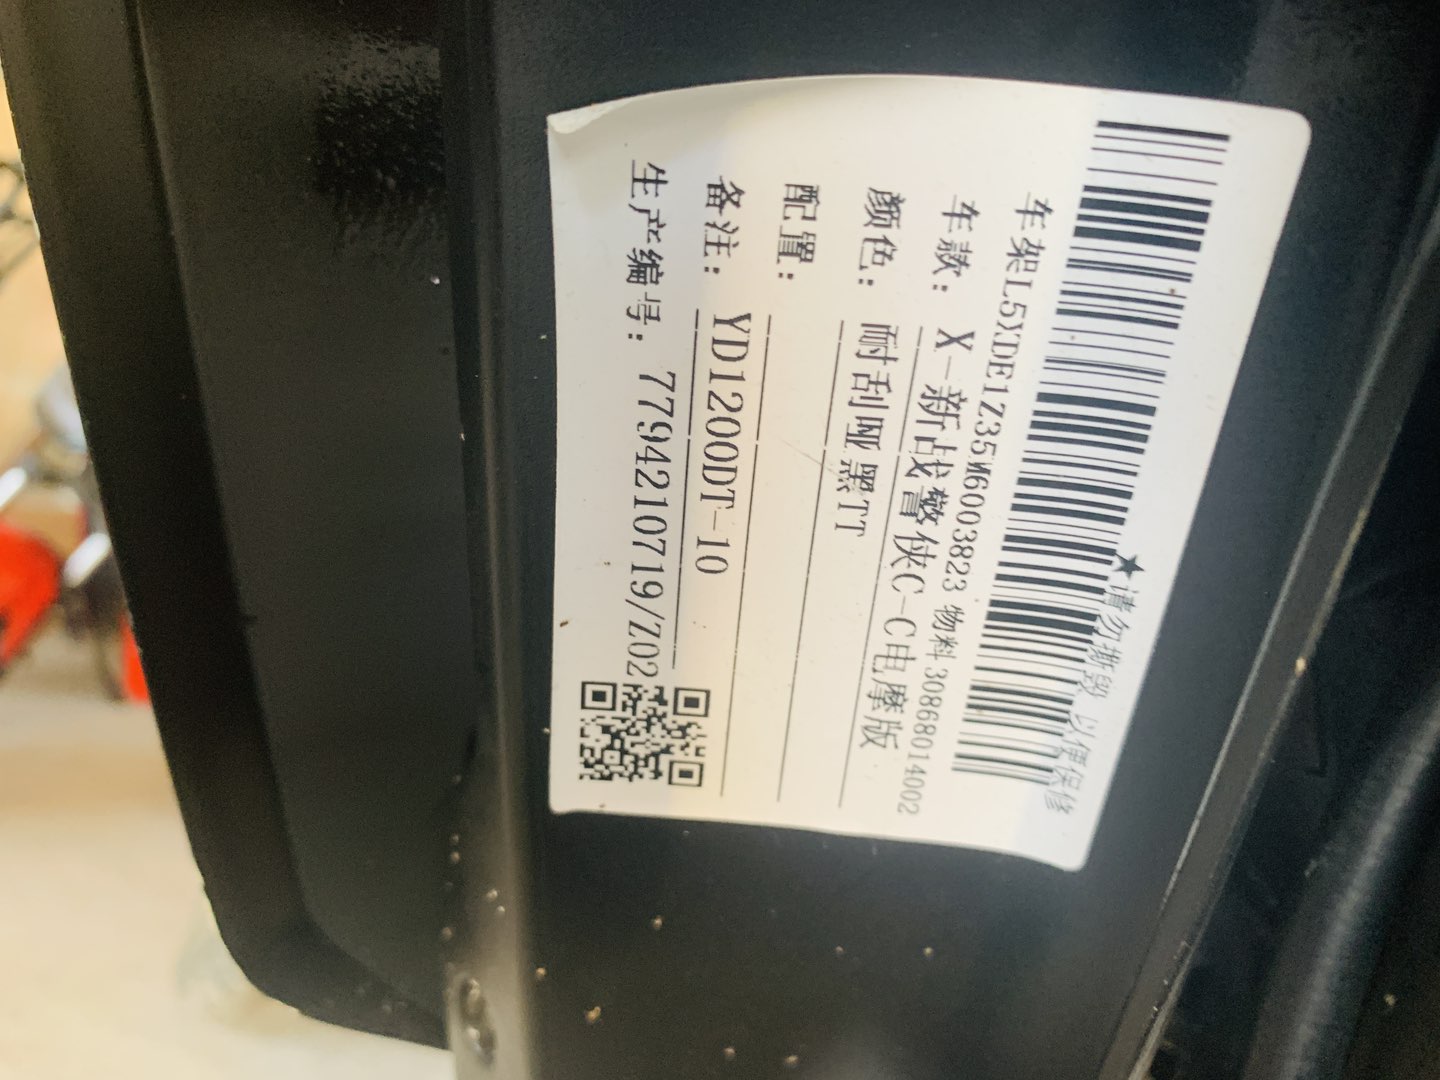 ★请勿撕毁 以便保修
车架L5XDE1Z35M6003823 物料30868014002
车款: X-新战警侠C-C电摩版
颜色: 耐刮哑黑TT
配置:
备注: YD1200DT-10
生产编号: 7794210719/Z02